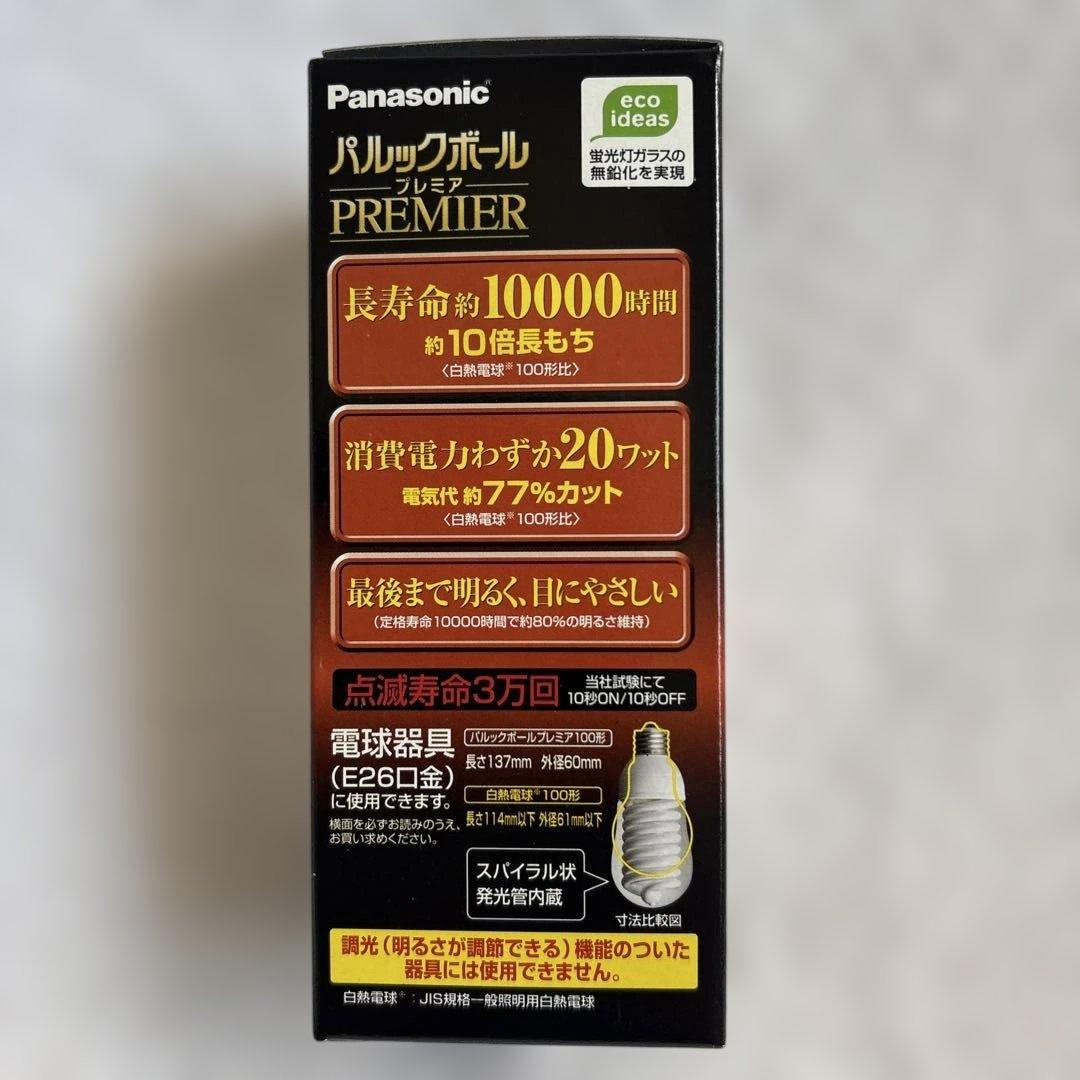 Panasonic®
eco
ideas
蛍光灯ガラスの
無鉛化を実現
パルックボール
プレミア
PREMIER
長寿命約10000時間
約10倍長もち
〈白熱電球※100形比〉
消費電力わずか20ワット
電気代 約77%カット
〈白熱電球※100形比〉
最後まで明るく、目にやさしい
(定格寿命10000時間で約80%の明るさ維持)
点滅寿命3万回
当社試験にて
10秒ON/10秒OFF
電球器具
(E26口金)
に使用できます。
横面を必ずお読みのうえ、
お買い求めください。
パルックボールプレミア100形
長さ137mm 外径60mm
白熱電球※100形
長さ114mm以下 外径61mm以下
スパイラル状
発光管内蔵
寸法比較図
調光(明るさが調節できる)機能のついた
器具には使用できません。
白熱電球※:JIS規格一般照明用白熱電球